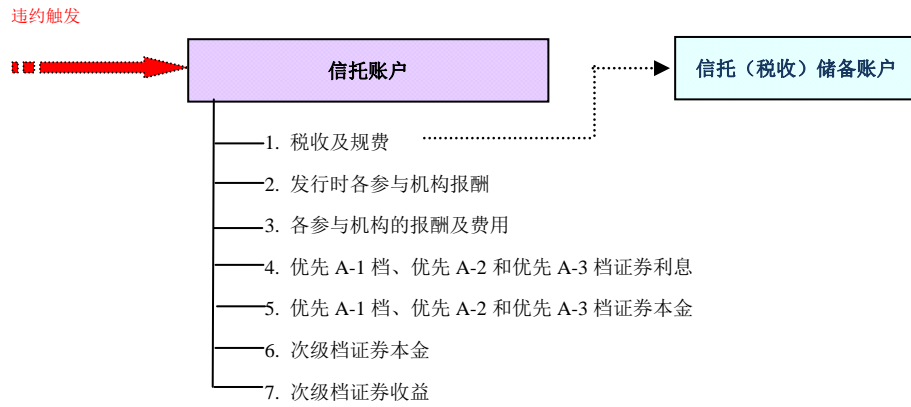 违约触发
信托账户
信托（税收）储备账户
1. 税收及规费
2. 发行时各参与机构报酬
3. 各参与机构的报酬及费用
4. 优先 A-1 档、优先 A-2 和优先 A-3 档证券利息
5. 优先 A-1 档、优先 A-2 和优先 A-3 档证券本金
6. 次级档证券本金
7. 次级档证券收益